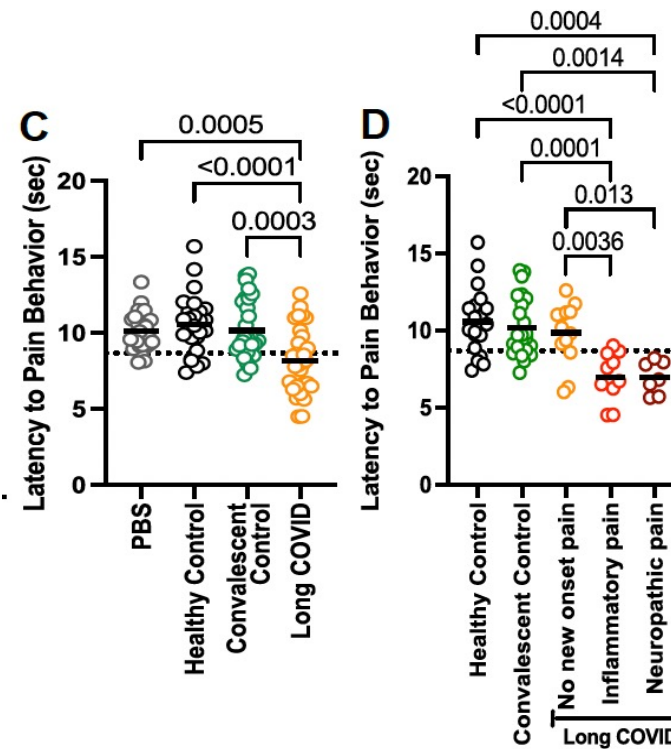 C
0.0005
<0.0001
0.0003
Latency to Pain Behavior (sec)
20
15
10
5
0
PBS
Healthy Control
Convalescent
Control
Long COVID
D
0.0004
0.0014
<0.0001
0.0001
0.013
0.0036
Latency to Pain Behavior (sec)
20
15
10
5
0
Healthy Control
Convalescent Control
No new onset pain
Inflammatory pain
Neuropathic pain
Long COVID